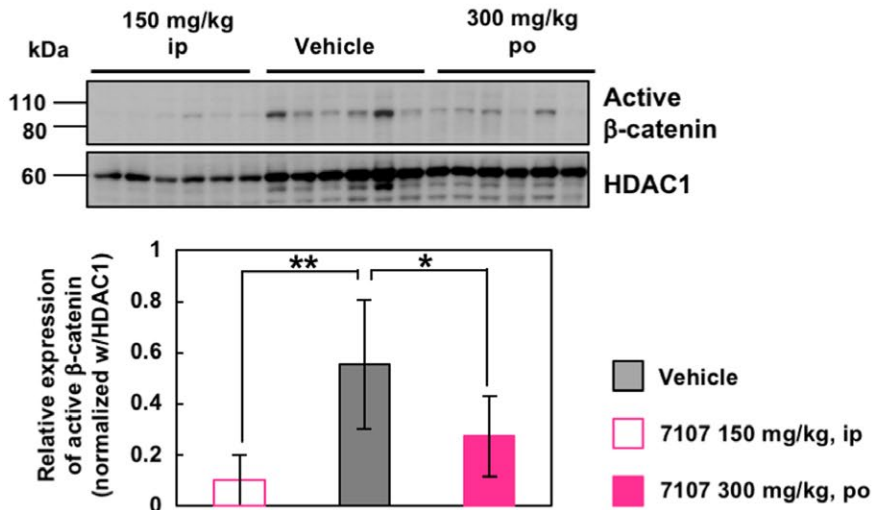 150 mg/kg
ip
Vehicle
300 mg/kg
po
kDa
110
80
Active
β-catenin
60
HDAC1
Relative expression
of active β-catenin
(normalized w/HDAC1)
1
0.8
0.6
0.4
0.2
0
**
*
Vehicle
7107 150 mg/kg, ip
7107 300 mg/kg, po